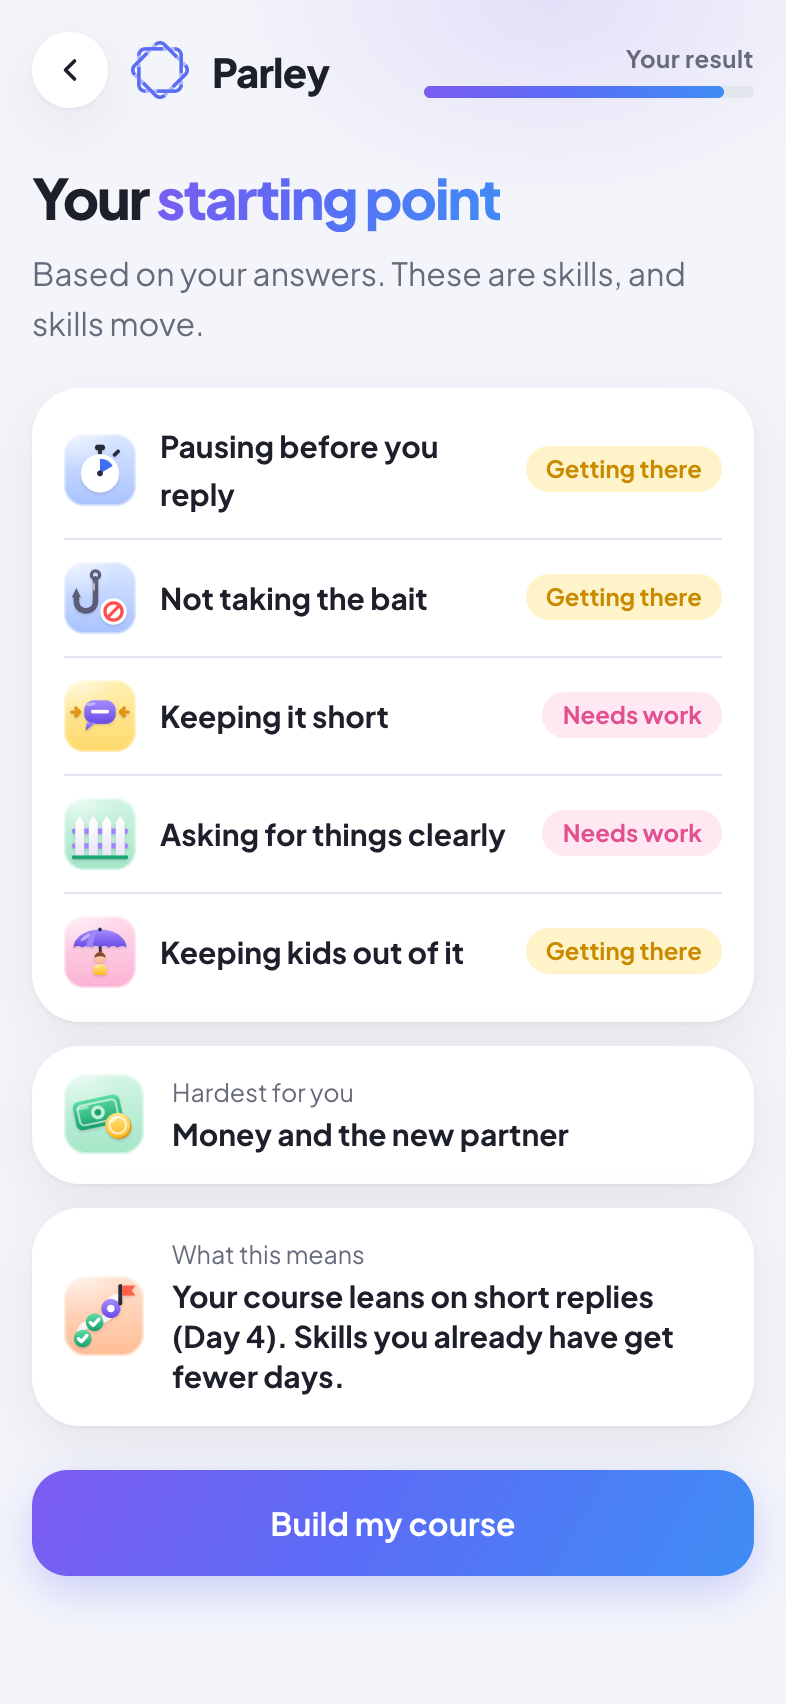 Parley
Your result
Your starting point
Based on your answers. These are skills, and
skills move.
Pausing before you
reply
Getting there
Not taking the bait
Getting there
Keeping it short
Needs work
Asking for things clearly
Needs work
Keeping kids out of it
Getting there
Hardest for you
Money and the new partner
What this means
Your course leans on short replies
(Day 4). Skills you already have get
fewer days.
Build my course